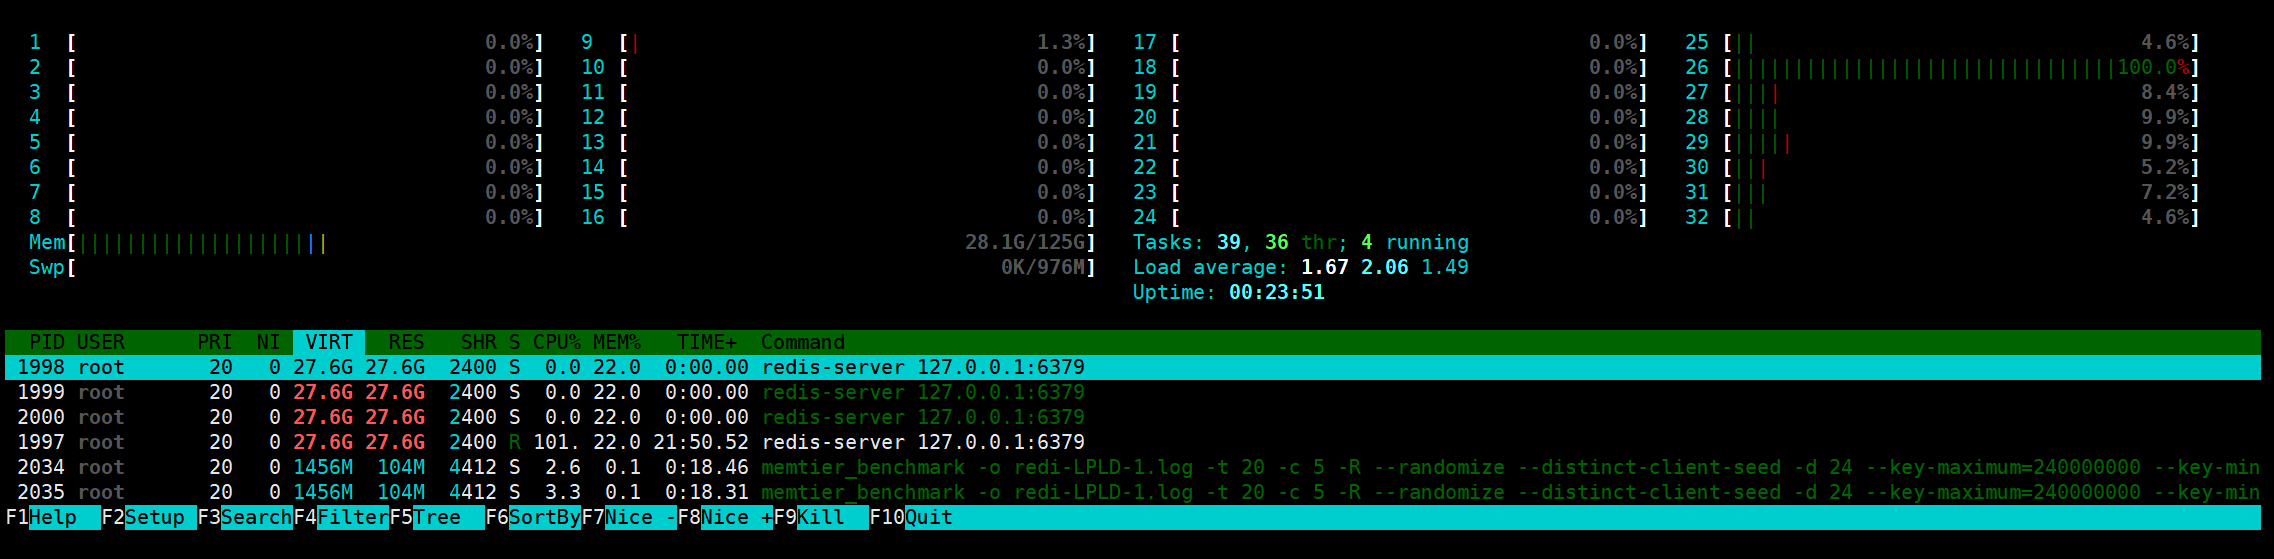 1 [ 0.0%] 9 [| 1.3%] 17 [ 0.0%] 25 [|| 4.6%]
2 [ 0.0%] 10 [ 0.0%] 18 [ 0.0%] 26 [||||||||||||||||||||||||||||||||100.0%]
3 [ 0.0%] 11 [ 0.0%] 19 [ 0.0%] 27 [|||| 8.4%]
4 [ 0.0%] 12 [ 0.0%] 20 [ 0.0%] 28 [|||| 9.9%]
5 [ 0.0%] 13 [ 0.0%] 21 [ 0.0%] 29 [||||| 9.9%]
6 [ 0.0%] 14 [ 0.0%] 22 [ 0.0%] 30 [||| 5.2%]
7 [ 0.0%] 15 [ 0.0%] 23 [ 0.0%] 31 [||| 7.2%]
8 [ 0.0%] 16 [ 0.0%] 24 [ 0.0%] 32 [|| 4.6%]
Mem[||||||||||||||||||||| 28.1G/125G] Tasks: 39, 36 thr; 4 running
Swp[ 0K/976M] Load average: 1.67 2.06 1.49
Uptime: 00:23:51
PID USER PRI NI VIRT RES SHR S CPU% MEM% TIME+ Command
1998 root 20 0 27.6G 27.6G 2400 S 0.0 22.0 0:00.00 redis-server 127.0.0.1:6379
1999 root 20 0 27.6G 27.6G 2400 S 0.0 22.0 0:00.00 redis-server 127.0.0.1:6379
2000 root 20 0 27.6G 27.6G 2400 S 0.0 22.0 0:00.00 redis-server 127.0.0.1:6379
1997 root 20 0 27.6G 27.6G 2400 R 101. 22.0 21:50.52 redis-server 127.0.0.1:6379
2034 root 20 0 1456M 104M 4412 S 2.6 0.1 0:18.46 memtier_benchmark -o redi-LPLD-1.log -t 20 -c 5 -R --randomize --distinct-client-seed -d 24 --key-maximum=240000000 --key-min
2035 root 20 0 1456M 104M 4412 S 3.3 0.1 0:18.31 memtier_benchmark -o redi-LPLD-1.log -t 20 -c 5 -R --randomize --distinct-client-seed -d 24 --key-maximum=240000000 --key-min
F1Help F2Setup F3SearchF4FilterF5Tree F6SortByF7Nice -F8Nice +F9Kill F10Quit